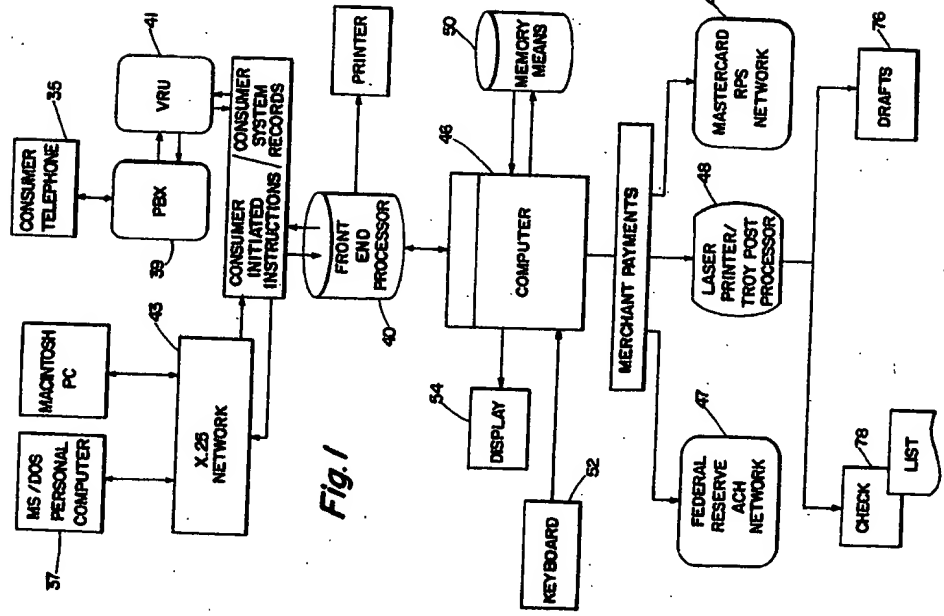 MS/DOS
PERSONAL
COMPUTER
37
MACINTOSH
PC
43
X.25
NETWORK
CONSUMER
TELEPHONE
35
PBX
39
VRU
41
CONSUMER
INITIATED
INSTRUCTIONS
/
CONSUMER
SYSTEM
RECORDS
FRONT
END
PROCESSOR
40
PRINTER
Fig. 1
COMPUTER
46
MEMORY
MEANS
50
DISPLAY
54
KEYBOARD
52
MERCHANT PAYMENTS
FEDERAL
RESERVE
ACH
NETWORK
47
LASER
PRINTER/
TROY POST
PROCESSOR
48
MASTERCARD
RPS
NETWORK
CHECK
78
LIST
DRAFTS
76